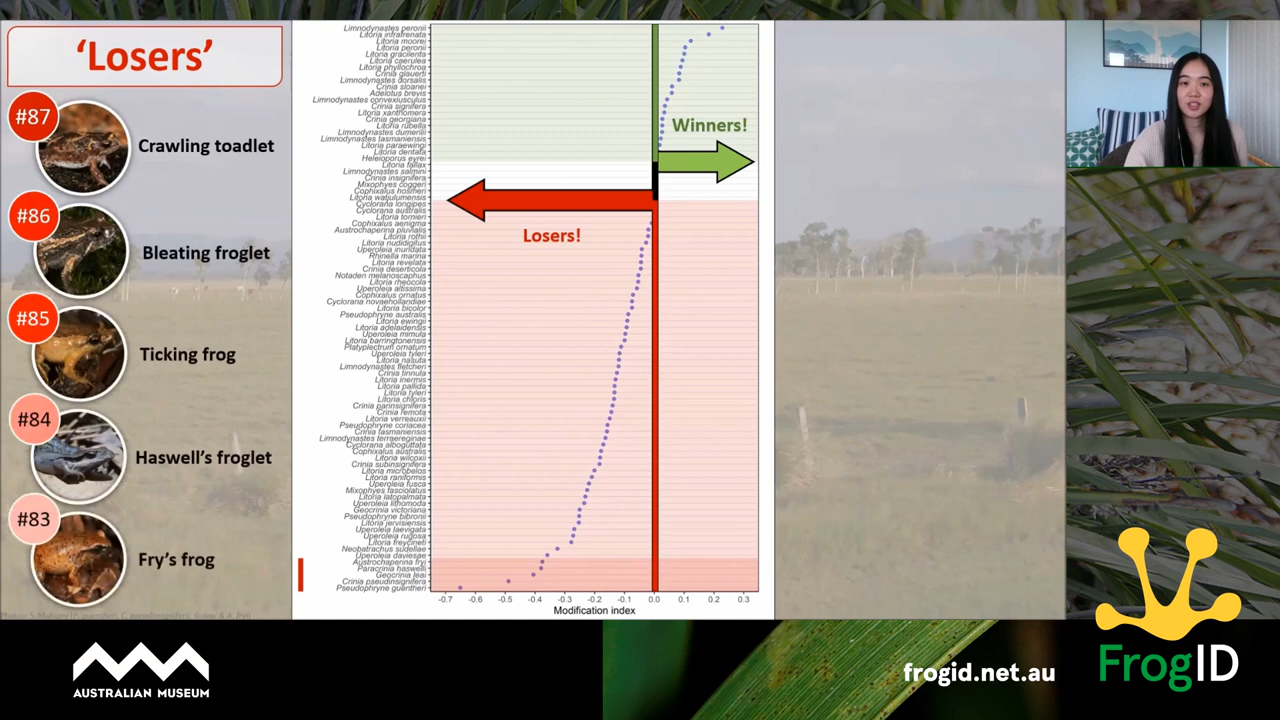 'Losers'
#87
Crawling toadlet
#86
Bleating froglet
#85
Ticking frog
#84
Haswell's froglet
#83
Fry's frog
Limnodynastes peronii
Litoria infrafrenata
Litoria moorei
Litoria peronii
Litoria gracilenta
Litoria caerulea
Litoria phyllochroa
Crinia glauerti
Limnodynastes dorsalis
Crinia sloanei
Adelotus brevis
Limnodynastes convexiusculus
Crinia signifera
Litoria xanthomera
Crinia georgiana
Litoria rubella
Limnodynastes dumerilii
Limnodynastes tasmaniensis
Litoria paraewingi
Litoria dentata
Heleioporus eyrei
Litoria fallax
Limnodynastes salmini
Crinia insignifera
Mixophyes coggeri
Cophixalus hosmeri
Litoria watjulumensis
Cyclorana longipes
Cyclorana australis
Litoria tornieri
Cophixalus aenigma
Austrochaperina pluvialis
Litoria rothii
Litoria nudidigitus
Uperoleia inundata
Rhinella marina
Litoria revelata
Crinia deserticola
Notaden melanoscaphus
Litoria rheocola
Uperoleia altissima
Cophixalus ornatus
Cyclorana novaehollandiae
Litoria bicolor
Pseudophryne australis
Litoria ewingii
Litoria adelaidensis
Uperoleia mimula
Litoria barringtonensis
Platyplectrum ornatum
Uperoleia tyleri
Litoria nasuta
Limnodynastes fletcheri
Crinia tinnula
Litoria inermis
Litoria pallida
Litoria tyleri
Litoria chloris
Crinia parinsignifera
Crinia remota
Litoria verreauxii
Pseudophryne coriacea
Crinia tasmaniensis
Limnodynastes terraereginae
Cyclorana alboguttata
Cophixalus australis
Litoria wilcoxii
Crinia subinsignifera
Litoria microbelos
Litoria raniformis
Uperoleia fusca
Mixophyes fasciolatus
Litoria latopalmata
Uperoleia lithomoda
Geocrinia victoriana
Pseudophryne bibronii
Litoria jervisiensis
Uperoleia laevigata
Uperoleia rugosa
Litoria freycineti
Neobatrachus sudellae
Uperoleia daviesae
Austrochaperina fryi
Paracrinia haswelli
Geocrinia leai
Crinia pseudinsignifera
Pseudophryne guentheri
Winners!
Losers!
-0.7 -0.6 -0.5 -0.4 -0.3 -0.2 -0.1 0.0 0.1 0.2 0.3
Modification index
AUSTRALIAN MUSEUM
frogid.net.au
FrogID